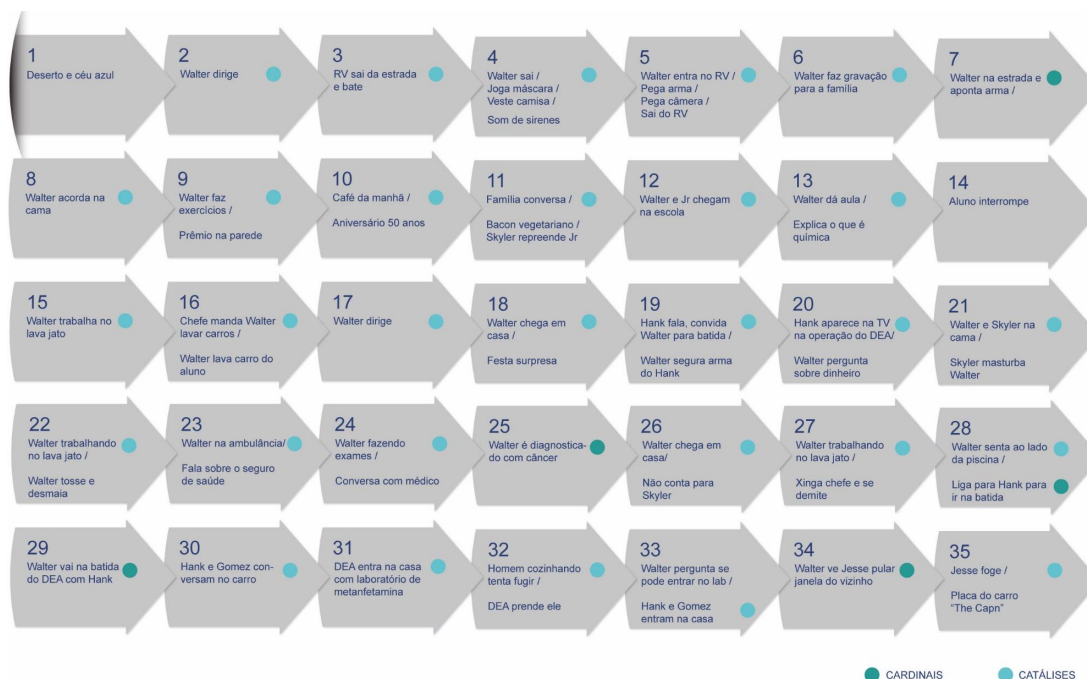 1
Deserto e céu azul
2
Walter dirige
3
RV sai da estrada
e bate
4
Walter sai /
Joga máscara /
Veste camisa /
Som de sirenes
5
Walter entra no RV /
Pega arma /
Pega câmera /
Sai do RV
6
Walter faz gravação
para a família
7
Walter na estrada e
aponta arma /
8
Walter acorda na
cama
9
Walter faz
exercícios /
Prêmio na parede
10
Café da manhã /
Aniversário 50 anos
11
Família conversa /
Bacon vegetariano /
Skyler repreende Jr
12
Walter e Jr chegam
na escola
13
Walter dá aula /
Explica o que é
química
14
Aluno interrompe
15
Walter trabalha no
lava jato
16
Chefe manda Walter
lavar carros /
Walter lava carro do
aluno
17
Walter dirige
18
Walter chega em
casa /
Festa surpresa
19
Hank fala, convida
Walter para batida /
Walter segura arma
do Hank
20
Hank aparece na TV
na operação do DEA/
Walter pergunta
sobre dinheiro
21
Walter e Skyler na
cama /
Skyler masturba
Walter
22
Walter trabalhando
no lava jato /
Walter tosse e
desmaia
23
Walter na ambulância/
Fala sobre o seguro
de saúde
24
Walter fazendo
exames /
Conversa com médico
25
Walter é diagnostica-
do com câncer
26
Walter chega em
casa/
Não conta para
Skyler
27
Walter trabalhando
no lava jato /
Xinga chefe e se
demite
28
Walter senta ao lado
da piscina /
Liga para Hank para
ir na batida
29
Walter vai na batida
do DEA com Hank
30
Hank e Gomez con-
versam no carro
31
DEA entra na casa
com laboratório de
metanfetamina
32
Homem cozinhando
tenta fugir /
DEA prende ele
33
Walter pergunta se
pode entrar no lab /
Hank e Gomez
entram na casa
34
Walter ve Jesse pular
janela do vizinho
35
Jesse foge /
Placa do carro
"The Capn"
CARDINAIS
CATÁLISES